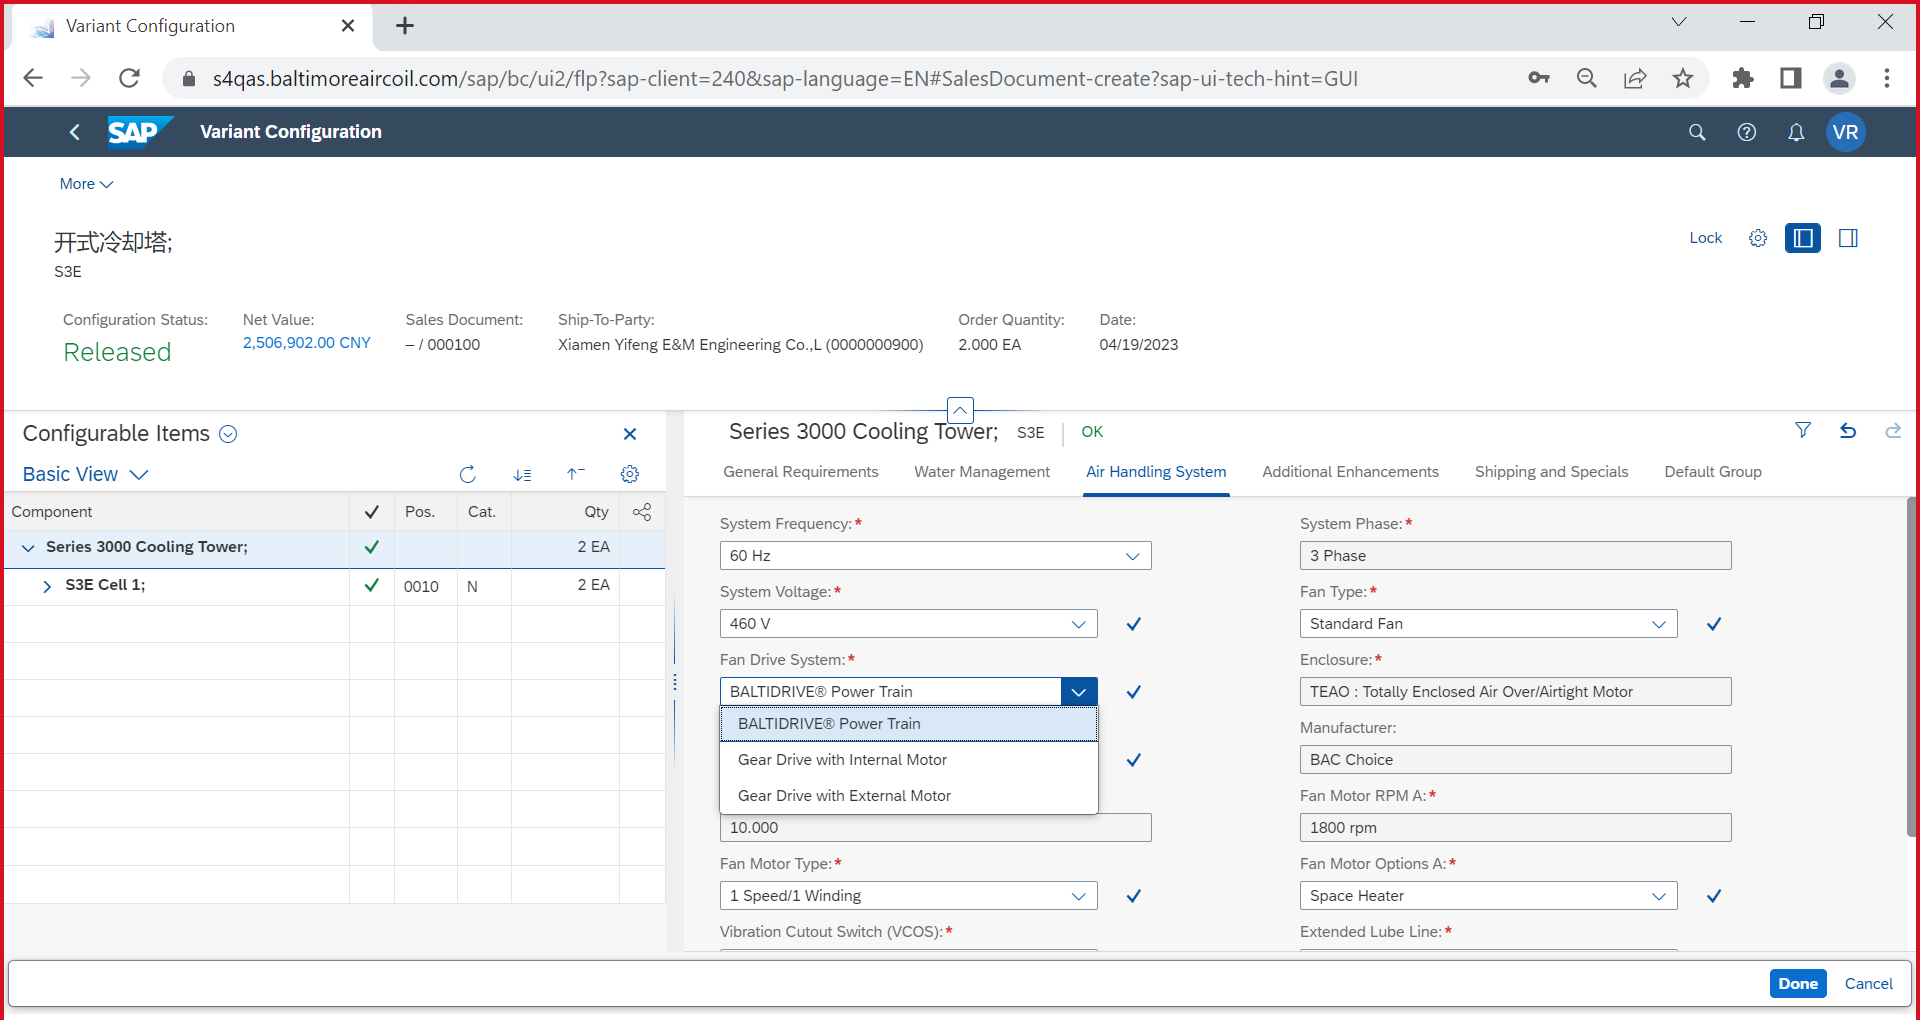 Variant Configuration
s4qas.baltimoreaircoil.com/sap/bc/ui2/flp?sap-client=240&sap-language=EN#SalesDocument-create?sap-ui-tech-hint=GUI
SAP Variant Configuration VR
More
开式冷却塔;
S3E
Lock
Configuration Status: Net Value: Sales Document: Ship-To-Party: Order Quantity: Date:
Released 2,506,902.00 CNY – / 000100 Xiamen Yifeng E&M Engineering Co.,L (0000000900) 2.000 EA 04/19/2023
Configurable Items
Basic View
Component Pos. Cat. Qty
Series 3000 Cooling Tower; 2 EA
S3E Cell 1; 0010 N 2 EA
Series 3000 Cooling Tower; S3E OK
General Requirements Water Management Air Handling System Additional Enhancements Shipping and Specials Default Group
System Frequency:* System Phase:*
60 Hz 3 Phase
System Voltage:* Fan Type:*
460 V Standard Fan
Fan Drive System:* Enclosure:*
BALTIDRIVE® Power Train TEAO : Totally Enclosed Air Over/Airtight Motor
BALTIDRIVE® Power Train Manufacturer:
Gear Drive with Internal Motor BAC Choice
Gear Drive with External Motor Fan Motor RPM A:*
10.000 1800 rpm
Fan Motor Type:* Fan Motor Options A:*
1 Speed/1 Winding Space Heater
Vibration Cutout Switch (VCOS):* Extended Lube Line:*
Done Cancel